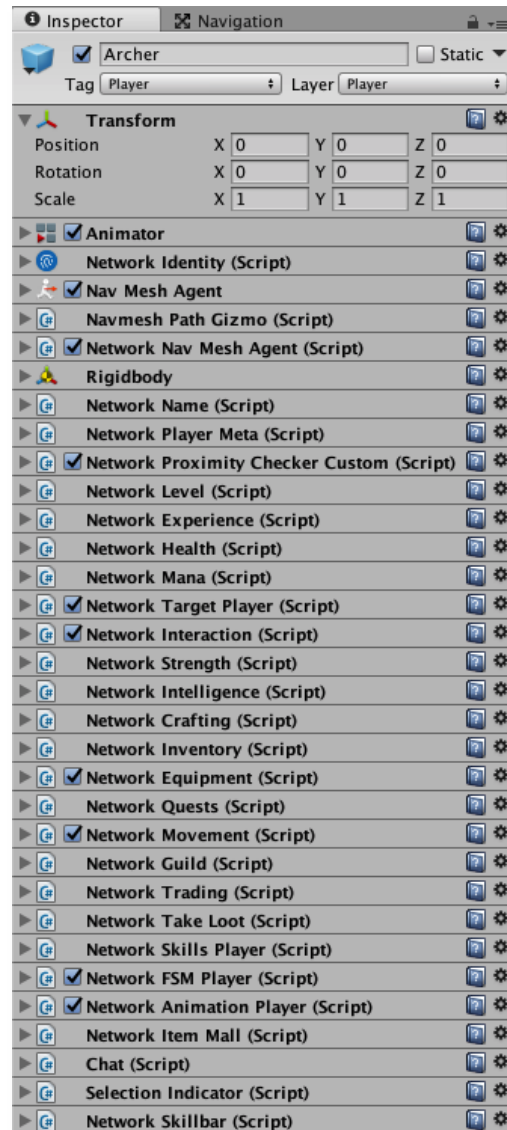 Inspector Navigation
Archer Static
Tag Player Layer Player
Transform
Position X 0 Y 0 Z 0
Rotation X 0 Y 0 Z 0
Scale X 1 Y 1 Z 1
Animator
Network Identity (Script)
Nav Mesh Agent
Navmesh Path Gizmo (Script)
Network Nav Mesh Agent (Script)
Rigidbody
Network Name (Script)
Network Player Meta (Script)
Network Proximity Checker Custom (Script)
Network Level (Script)
Network Experience (Script)
Network Health (Script)
Network Mana (Script)
Network Target Player (Script)
Network Interaction (Script)
Network Strength (Script)
Network Intelligence (Script)
Network Crafting (Script)
Network Inventory (Script)
Network Equipment (Script)
Network Quests (Script)
Network Movement (Script)
Network Guild (Script)
Network Trading (Script)
Network Take Loot (Script)
Network Skills Player (Script)
Network FSM Player (Script)
Network Animation Player (Script)
Network Item Mall (Script)
Chat (Script)
Selection Indicator (Script)
Network Skillbar (Script)